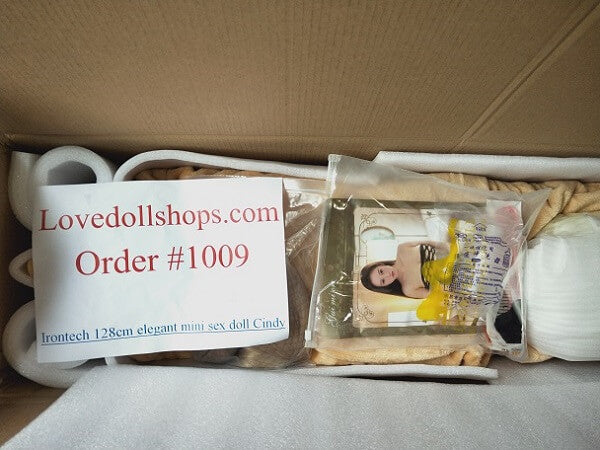 Lovedollshops.com
Order #1009
Irontech 128cm elegant mini sex doll Cindy